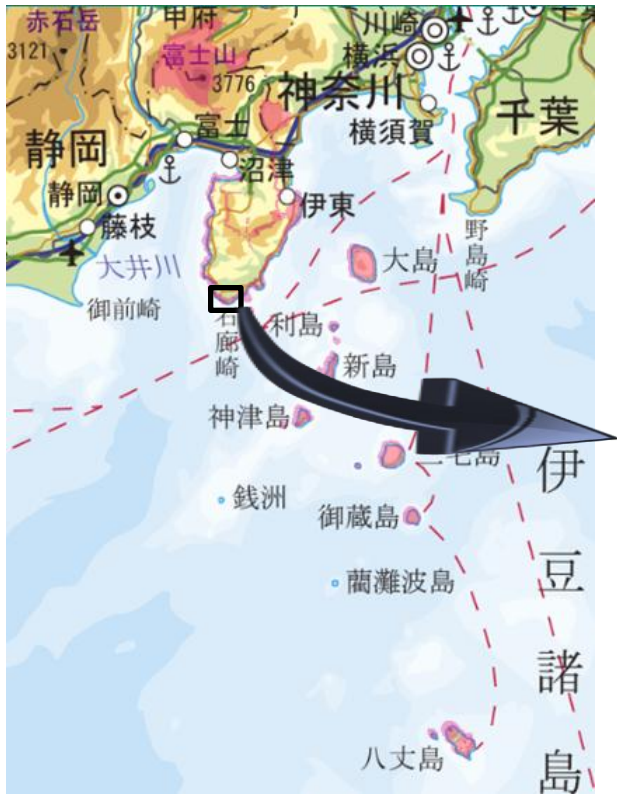 赤石岳
甲府
川崎
3121
富士山
横浜
3776
神奈川
千葉
富士
横須賀
静岡
沼津
静岡
伊東
藤枝
大井川
大島
野島崎
御前崎
石廊崎
利島
新島
神津島
三宅島
銭洲
御蔵島
藺灘波島
八丈島
伊豆諸島